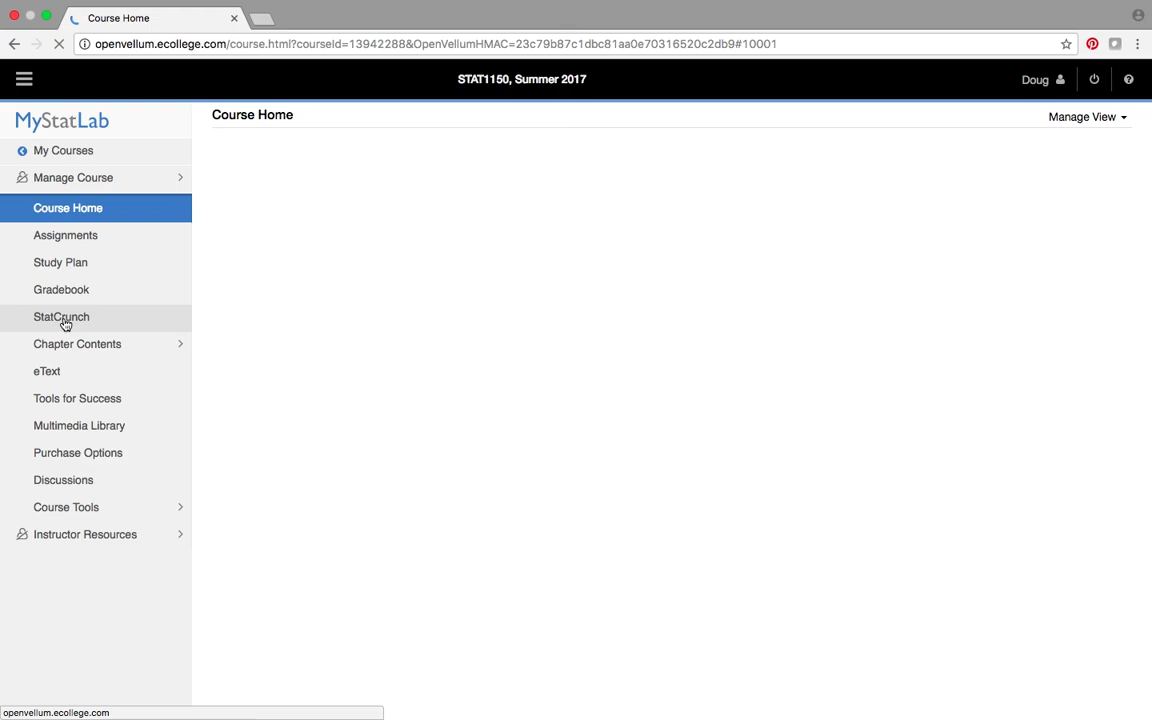 Course Home
openvellum.ecollege.com/course.html?courseId=13942288&OpenVellumHMAC=23c79b87c1dbc81aa0e70316520c2db9#10001
STAT1150, Summer 2017
Doug
MyStatLab
Course Home
Manage View
My Courses
Manage Course
Course Home
Assignments
Study Plan
Gradebook
StatCrunch
Chapter Contents
eText
Tools for Success
Multimedia Library
Purchase Options
Discussions
Course Tools
Instructor Resources
openvellum.ecollege.com